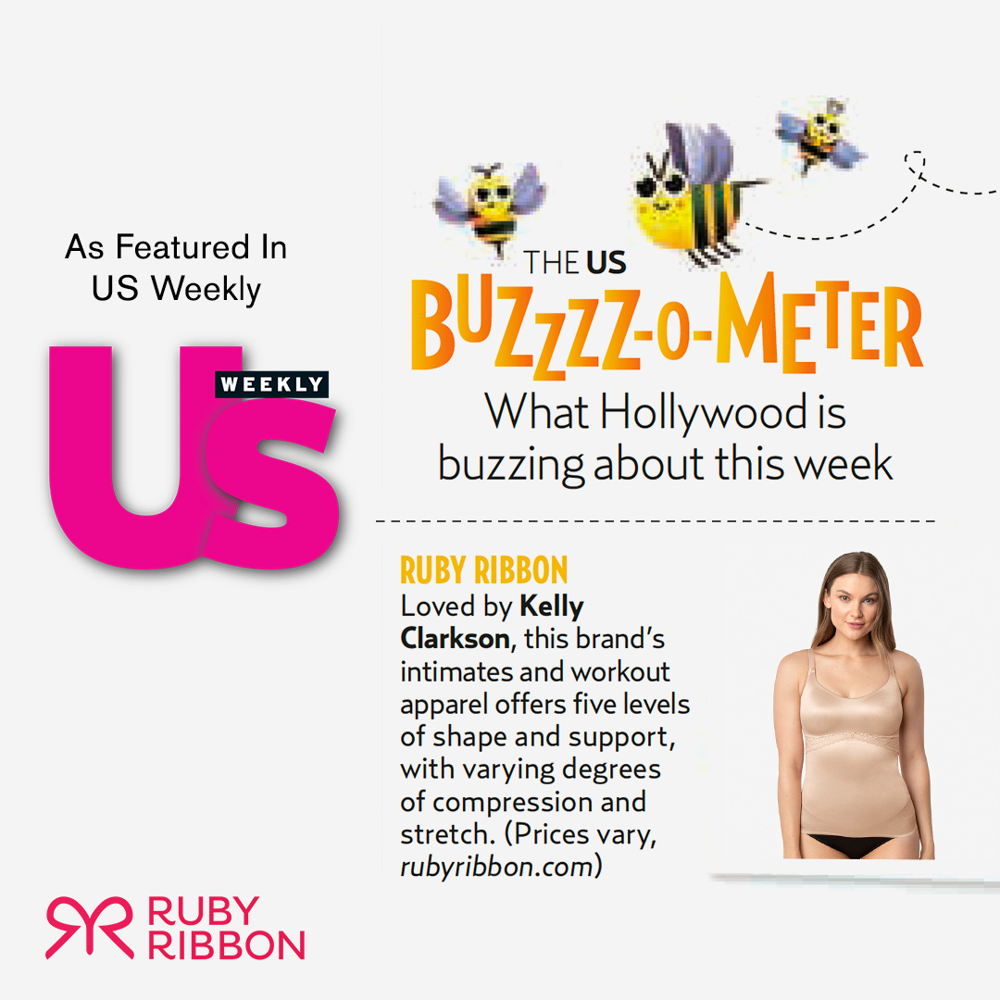 As Featured In
US Weekly
Us
WEEKLY
THE US
BUZZZZ-O-METER
What Hollywood is
buzzing about this week
RUBY RIBBON
Loved by Kelly
Clarkson, this brand’s
intimates and workout
apparel offers five levels
of shape and support,
with varying degrees
of compression and
stretch. (Prices vary,
rubyribbon.com)
RUBY
RIBBON